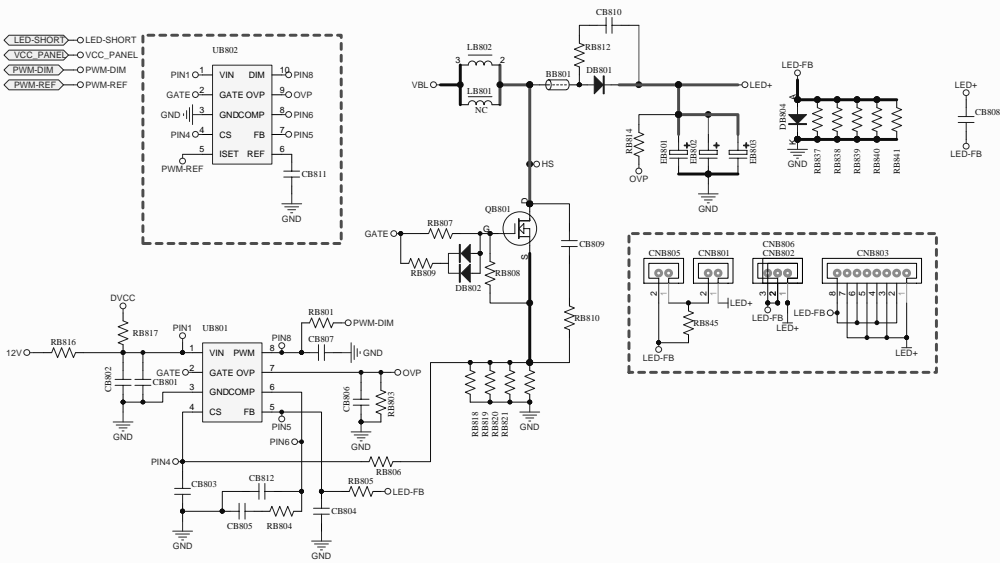 LED-SHORT LED-SHORT
VCC_PANEL VCC_PANEL
PWM-DIM PWM-DIM
PWM-REF PWM-REF
UB802
PIN1 1 VIN DIM 10 PIN8
GATE 2 GATE OVP 9 OVP
GND 3 GNDCOMP 8 PIN6
PIN4 4 CS FB 7 PIN5
5 ISET REF 6
PWM-REF
CB811
GND
CB810
RB812
LB802
3 2
VBL
LB801
NC
BB801
DB801
LED+
RB814
OVP
EB801
EB802
EB803
+ + +
GND
HS
LED-FB
A
DB804
K
GND
RB837
RB838
RB839
RB840
RB841
LED+
CB808
LED-FB
QB801
D
G
S
GATE
RB807
RB809
DB802
RB808
CB809
RB810
DVCC
RB817
PIN1
UB801
12V
RB816
1 VIN PWM 8
GATE 2 GATE OVP 7
3 GNDCOMP 6
4 CS FB 5
PIN8
RB801
PWM-DIM
CB807
GND
OVP
CB802
CB801
GND
CB806
RB803
GND
PIN5
PIN6
PIN4
RB806
RB818
RB819
RB820
RB821
GND
CB803
CB812
CB805
RB804
GND
RB805
LED-FB
CB804
GND
CNB805
2 1
CNB801
2 1
LED+
RB845
LED-FB
CNB806
CNB802
3 2 1
LED-FB
LED+
CNB803
8 7 6 5 4 3 2 1
LED-FB
LED+